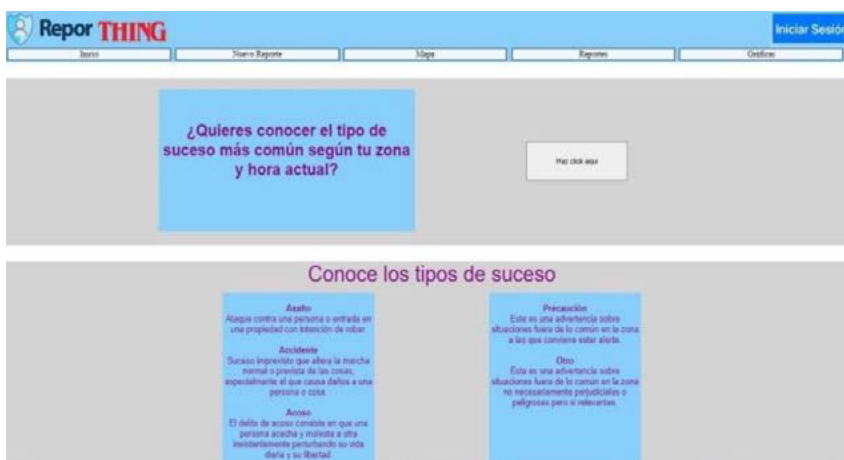 Repor THING
Iniciar Sesión
Inicio
Nuevo Reporte
Mapa
Reportes
Gráficas
¿Quieres conocer el tipo de
suceso más común según tu zona
y hora actual?
Haz click aqui
Conoce los tipos de suceso
Asalto
Ataque contra una persona o entrada en
una propiedad con intención de robar.
Accidente
Suceso imprevisto que altera la marcha
normal o prevista de las cosas,
especialmente el que causa daños a una
persona o cosa.
Acoso
El delito de acoso consiste en que una
persona acecha y molesta a otra
insistentemente perturbando su vida
diaria y su libertad
Precaución
Este es una advertencia sobre
situaciones fuera de lo común en la zona
a las que conviene estar alerta.
Otro
Ésta es una advertencia sobre
situaciones fuera de lo común en la zona
no necesariamente perjudiciales o
peligrosas pero si relevantes.